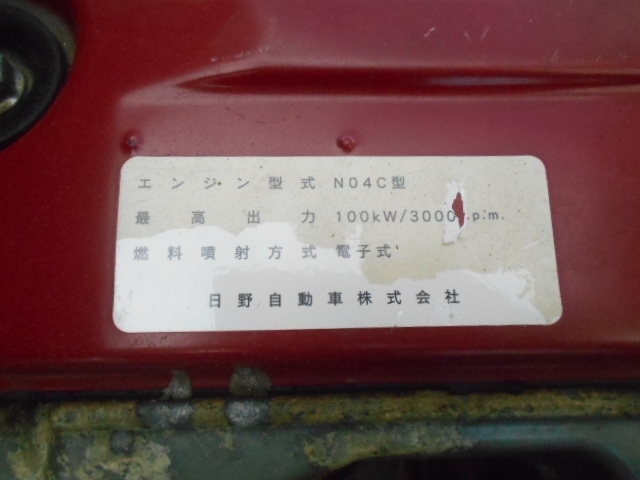 エンジン型式 N04C型
最高出力 100kW/3000 .p.m.
燃料噴射方式 電子式
日野自動車株式会社